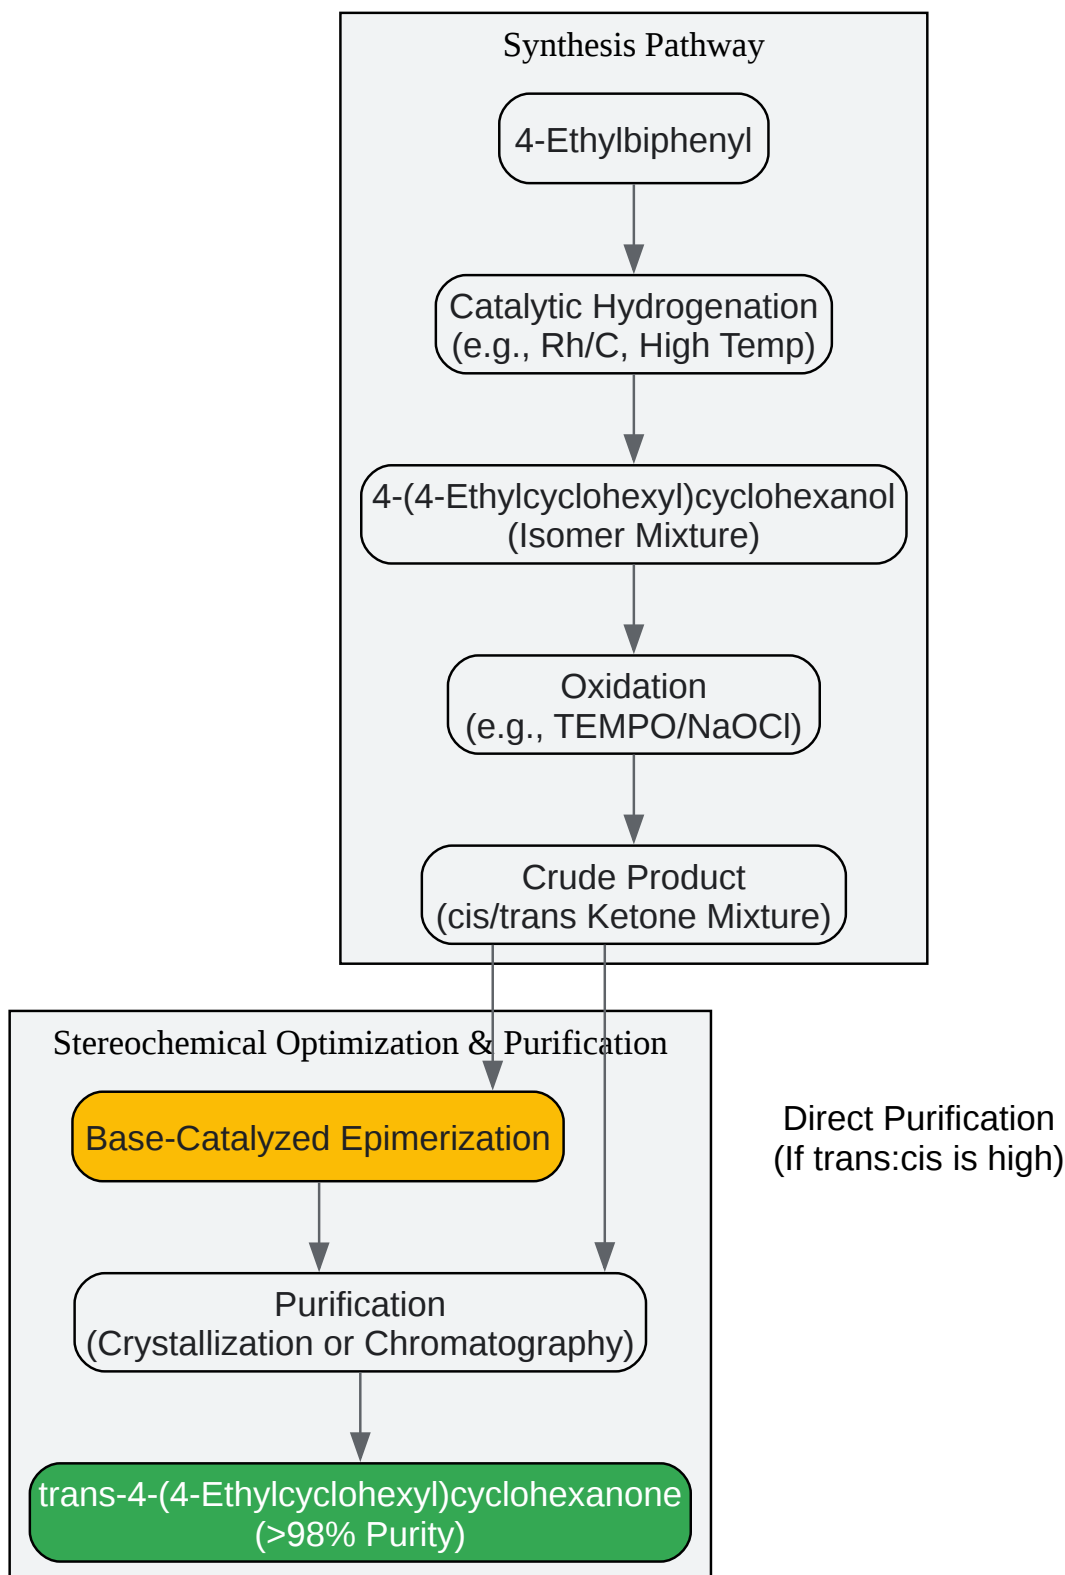 Synthesis Pathway
4-Ethylbiphenyl
Catalytic Hydrogenation
(e.g., Rh/C, High Temp)
4-(4-Ethylcyclohexyl)cyclohexanol
(Isomer Mixture)
Oxidation
(e.g., TEMPO/NaOCl)
Crude Product
(cis/trans Ketone Mixture)
Stereochemical Optimization & Purification
Base-Catalyzed Epimerization
Direct Purification
(If trans:cis is high)
Purification
(Crystallization or Chromatography)
trans-4-(4-Ethylcyclohexyl)cyclohexanone
(>98% Purity)